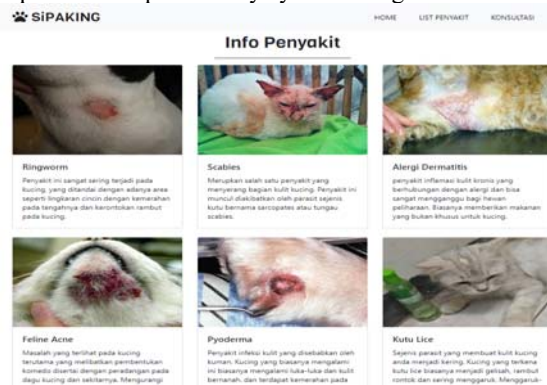 SiPAKING
HOME LIST PENYAKIT KONSULTASI
Info Penyakit
Ringworm
Penyakit ini sangat sering terjadi pada
kucing, yang ditandai dengan adanya area
seperti lingkaran cincin dengan kemerahan
pada tengahnya dan kerontokan rambut
pada kucing.
Scabies
Merupkan salah satu penyakit yang
menyerang bagian kulit kucing. Penyakit ini
muncul diakibatkan oleh parasit sejenis
kutu bernama sarcopates atau tungau
scabies.
Alergi Dermatitis
penyakit inflamasi kulit kronis yang
berhubungan dengan alergi dan bisa
sangat mengganggu bagi hewan
peliharaan. Biasanya memberikan makanan
yang bukan khusus untuk kucing.
Feline Acne
Masalah yang terlihat pada kucing
terutama yang melibatkan pembentukan
komedo disertai dengan peradangan pada
dagu kucing dan sekitarnya. Mengurangi
Pyoderma
Penyakit infeksi kulit yang disebabkan oleh
kuman. Kucing yang biasanya mengalami
ini biasanya mengalami luka-luka dan kulit
bernanah, dan terdapat kemerahan pada
Kutu Lice
Sejenis parasit yang membuat kulit kucing
anda menjadi kering. Kucing yang terkena
kutu lice biasanya menjadi gelisah, rambut
rontok dan sering menggaruk. Menggaruk